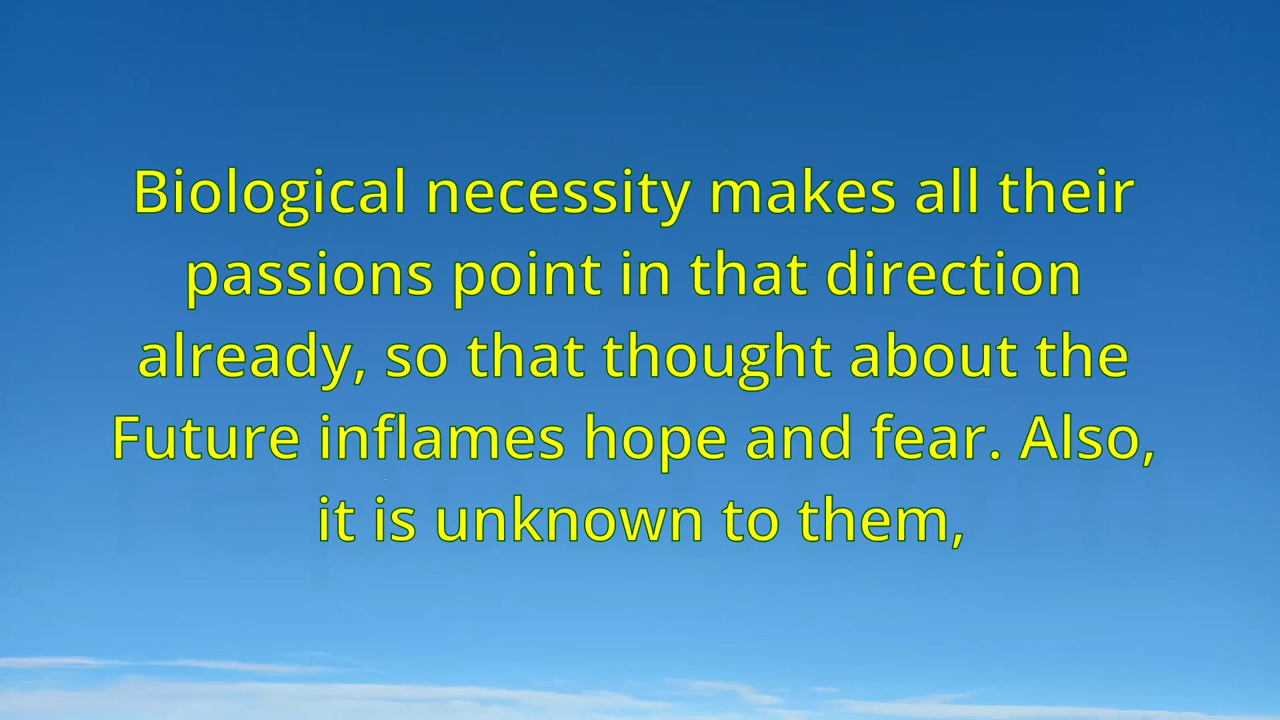 Biological necessity makes all their
passions point in that direction
already, so that thought about the
Future inflames hope and fear. Also,
it is unknown to them,